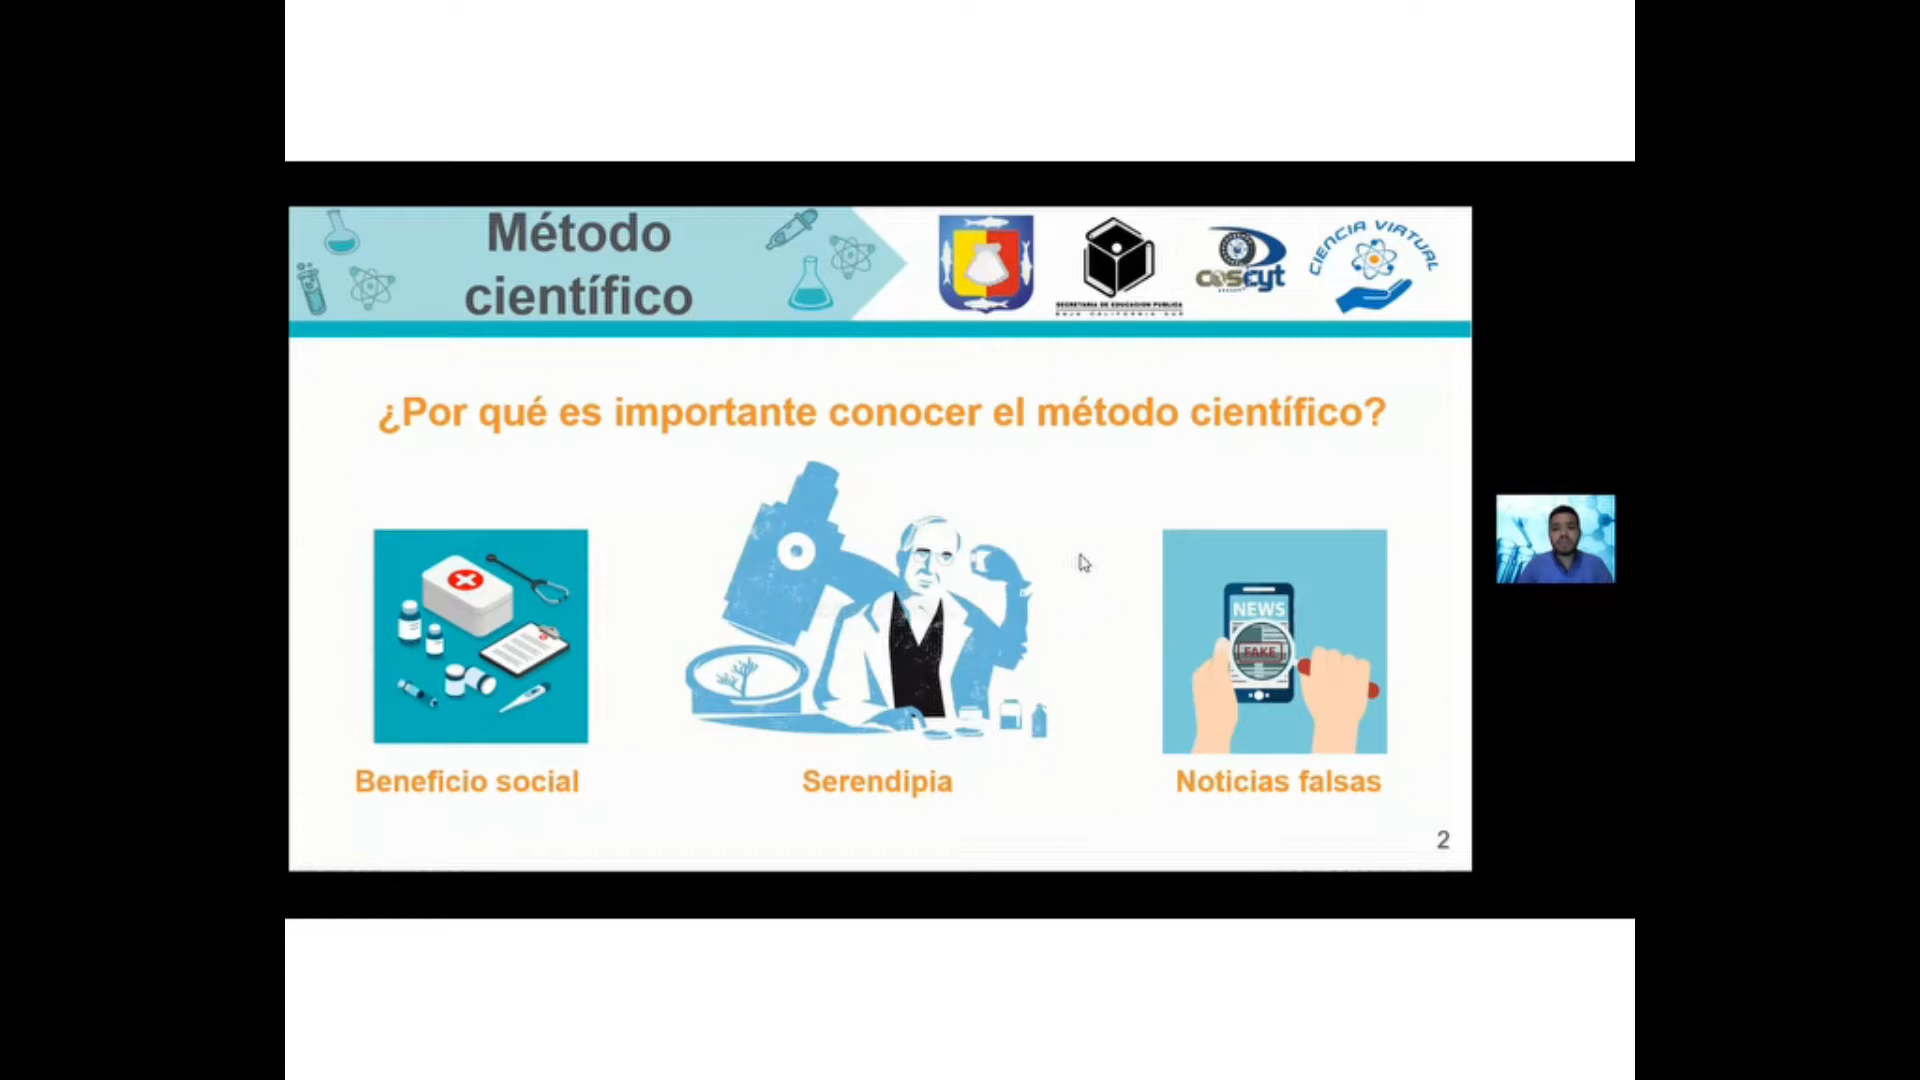 Método
científico
SECRETARIA DE EDUCACION PUBLICA
BAJA CALIFORNIA SUR
coscyt
CIENCIA VIRTUAL
¿Por qué es importante conocer el método científico?
NEWS
FAKE
Beneficio social
Serendipia
Noticias falsas
2